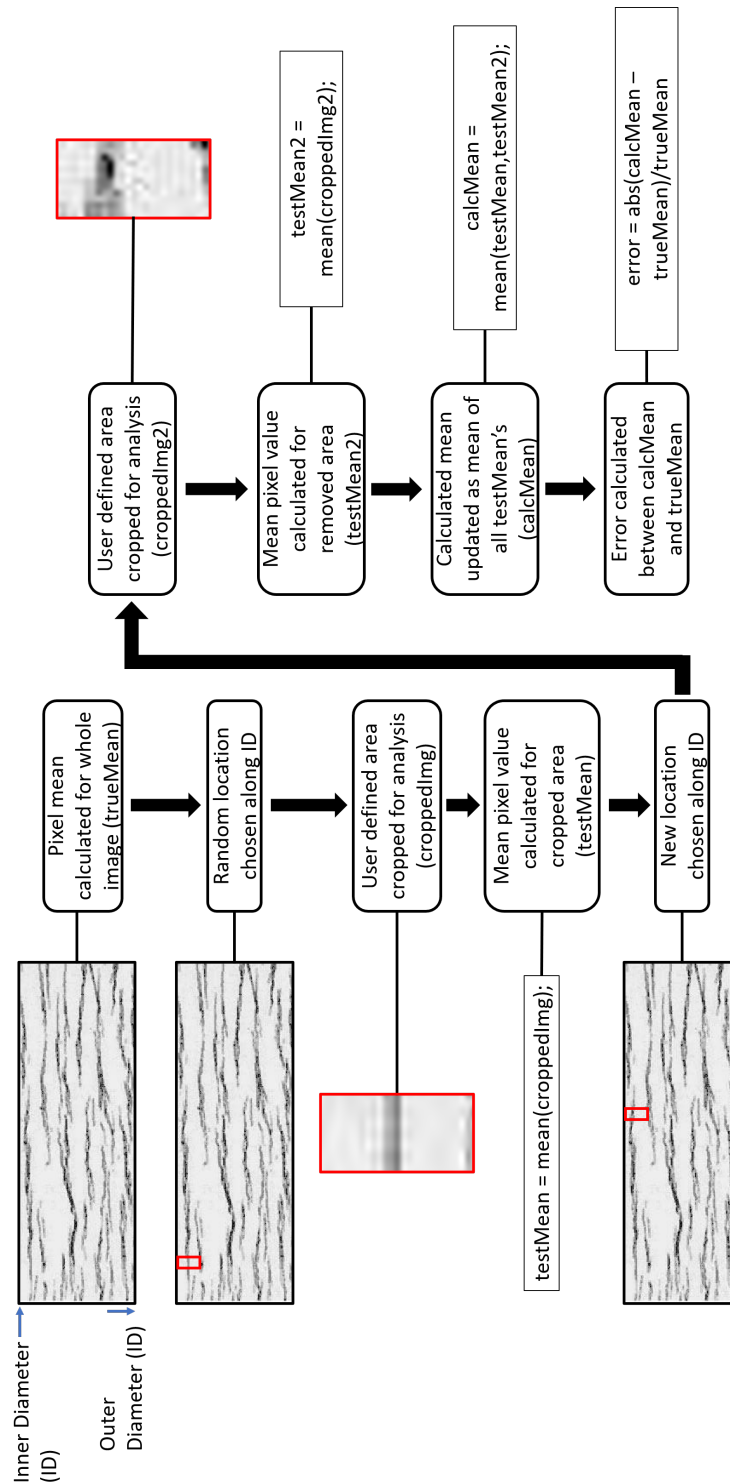 Inner Diameter
(ID)
Outer
Diameter (ID)
Pixel mean
calculated for whole
image (trueMean)
Random location
chosen along ID
User defined area
cropped for analysis
(croppedImg)
Mean pixel value
calculated for
cropped area
(testMean)
testMean = mean(croppedImg);
New location
chosen along ID
User defined area
cropped for analysis
(croppedImg2)
Mean pixel value
calculated for
removed area
(testMean2)
testMean2 =
mean(croppedImg2);
Calculated mean
updated as mean of
all testMean’s
(calcMean)
calcMean =
mean(testMean,testMean2);
Error calculated
between calcMean
and trueMean
error = abs(calcMean –
trueMean)/trueMean